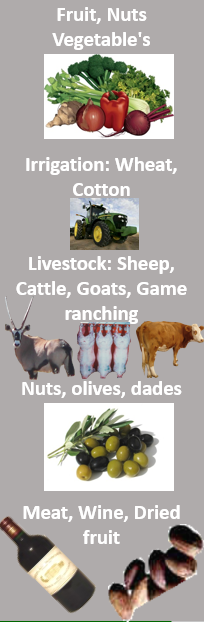 Fruit, Nuts
Vegetable's
Irrigation: Wheat,
Cotton
Livestock: Sheep,
Cattle, Goats, Game
ranching
Nuts, olives, dades
Meat, Wine, Dried
fruit